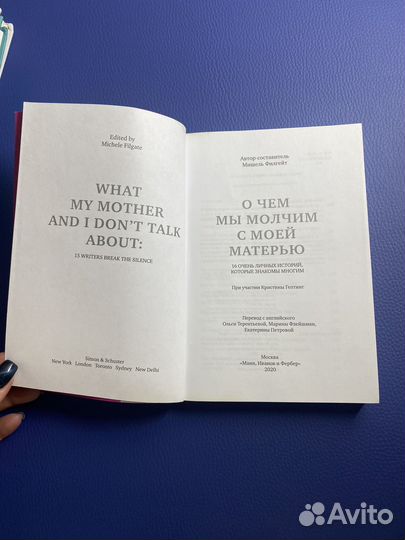 Edited by
Michele Filgate
WHAT
MY MOTHER
AND I DON'T TALK
ABOUT:
15 WRITERS BREAK THE SILENCE
Simon & Schuster
New York London Toronto Sydney New Delhi
Автор-составитель
Мишель Филгейт
О ЧЕМ
МЫ МОЛЧИМ
С МОЕЙ
МАТЕРЬЮ
16 ОЧЕНЬ ЛИЧНЫХ ИСТОРИЙ,
КОТОРЫЕ ЗНАКОМЫ МНОГИМ
При участии Кристины Гептинг
Перевод с английского
Ольги Терентьевой, Марины Флейшман,
Екатерины Петровой
Москва
«Манн, Иванов и Фербер»
2020
Avito